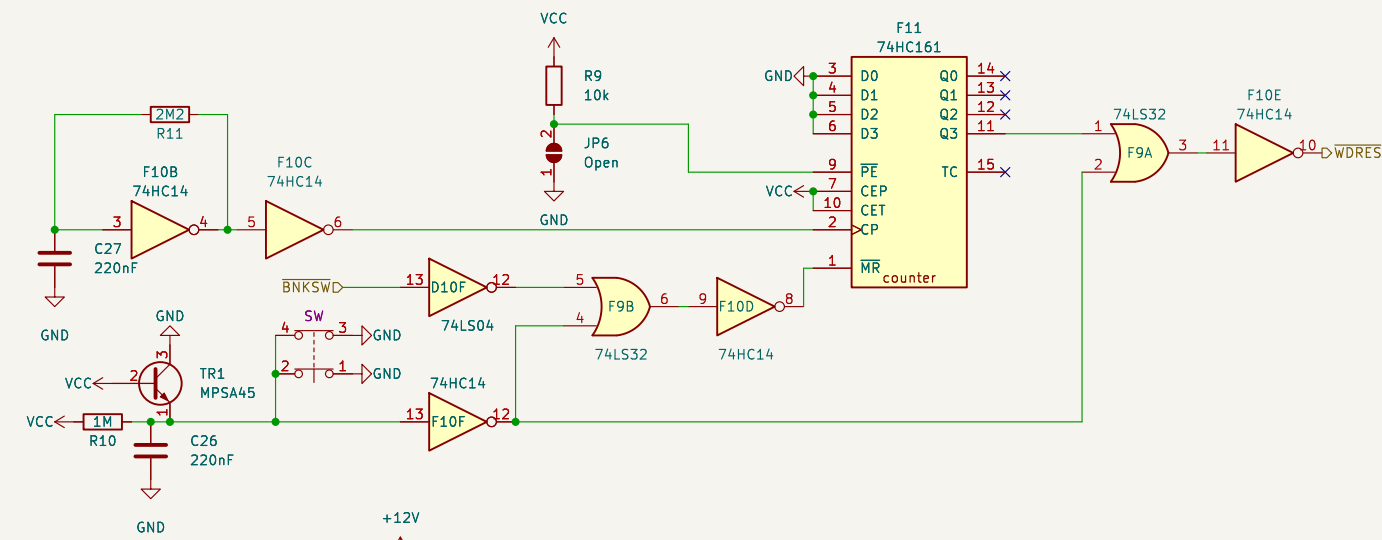 VCC
R9
10k
2
JP6
Open
1
GND
F11
74HC161
GND
3
D0
Q0
14
4
D1
Q1
13
5
D2
Q2
12
6
D3
Q3
11
9
PE
TC
15
VCC
7
CEP
10
CET
2
CP
1
MR
counter
2M2
R11
F10B
74HC14
3
4
F10C
74HC14
5
6
C27
220nF
GND
74LS32
1
F9A
3
2
F10E
74HC14
11
10
WDRES
BNKSW
13
D10F
12
74LS04
5
F9B
6
4
74LS32
9
F10D
8
74HC14
GND
3
VCC
2
TR1
MPSA45
1
SW
4
3
GND
2
1
GND
VCC
1M
R10
C26
220nF
GND
74HC14
13
F10F
12
+12V